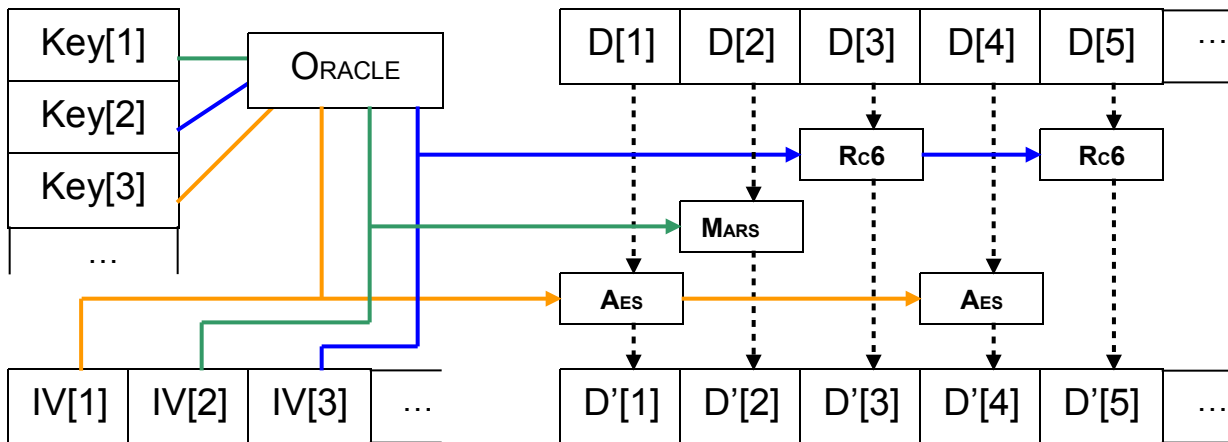 Key[1]
ORACLE
D[1] D[2] D[3] D[4] D[5] ...
Key[2]
RC6 RC6
Key[3]
MARS
...
AES AES
IV[1] IV[2] IV[3] ... D’[1] D’[2] D’[3] D’[4] D’[5] ...